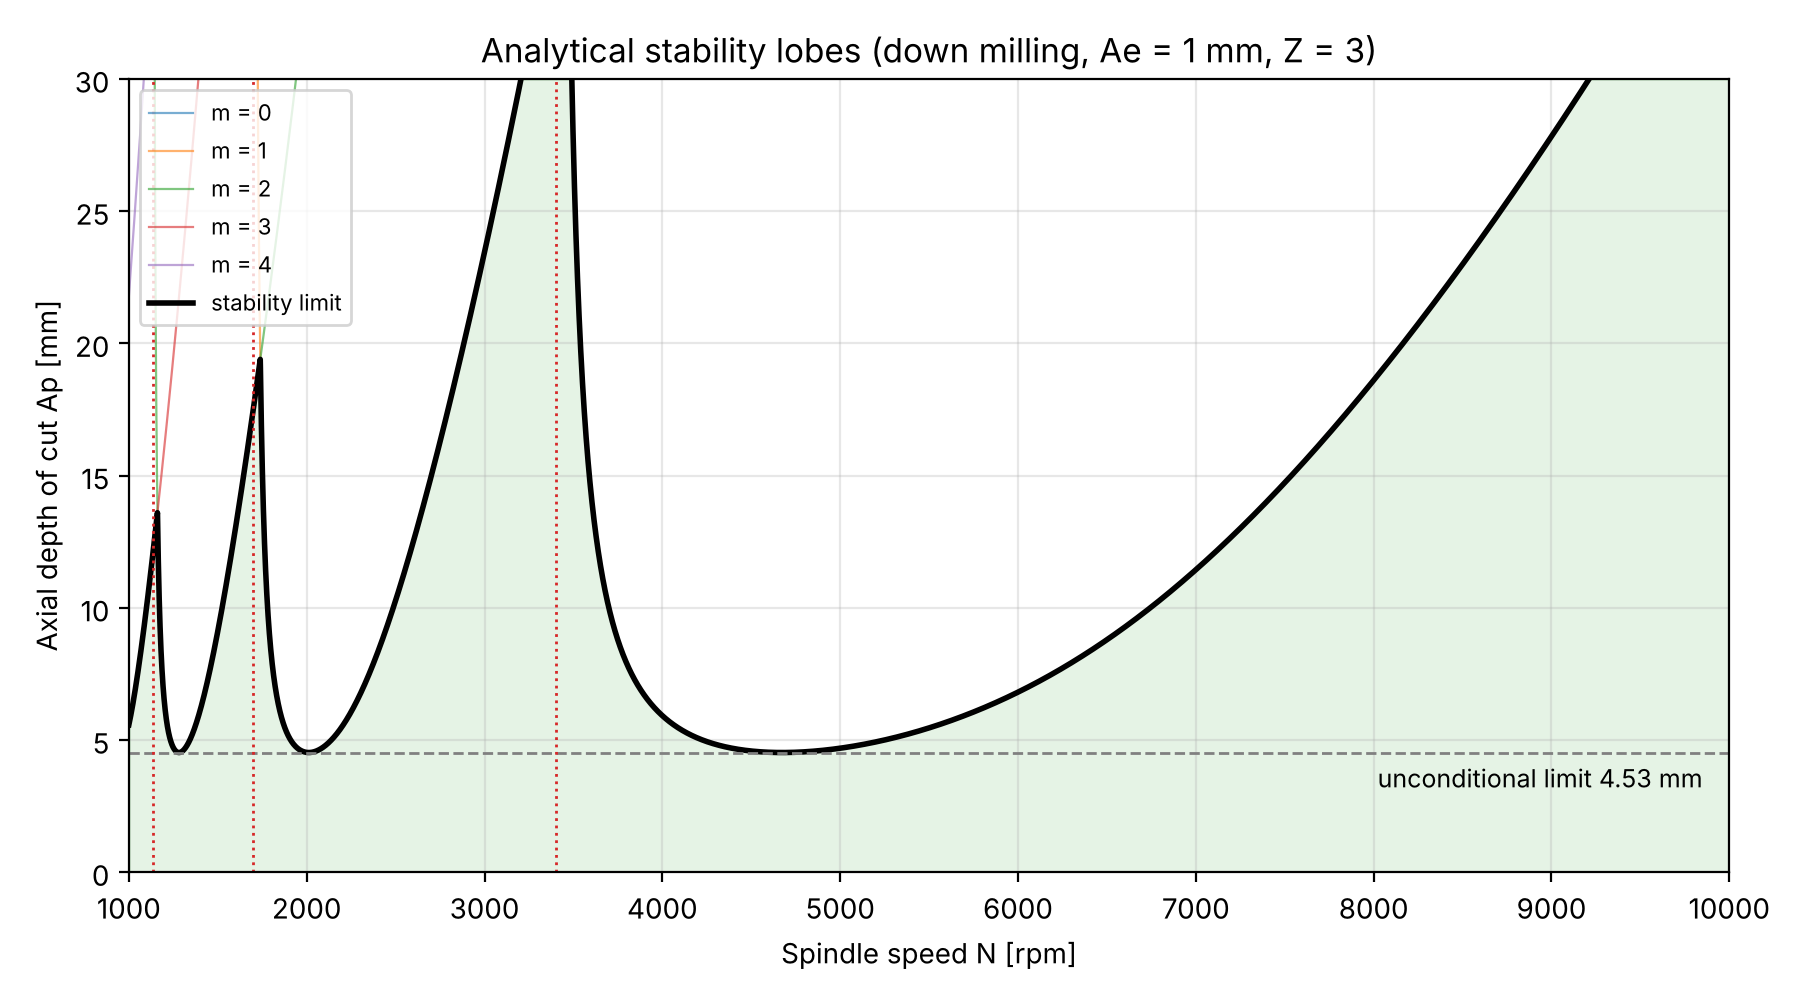 Analytical stability lobes (down milling, Ae = 1 mm, Z = 3)
30
25
20
15
10
5
0
Axial depth of cut Ap [mm]
m = 0
m = 1
m = 2
m = 3
m = 4
stability limit
unconditional limit 4.53 mm
1000 2000 3000 4000 5000 6000 7000 8000 9000 10000
Spindle speed N [rpm]